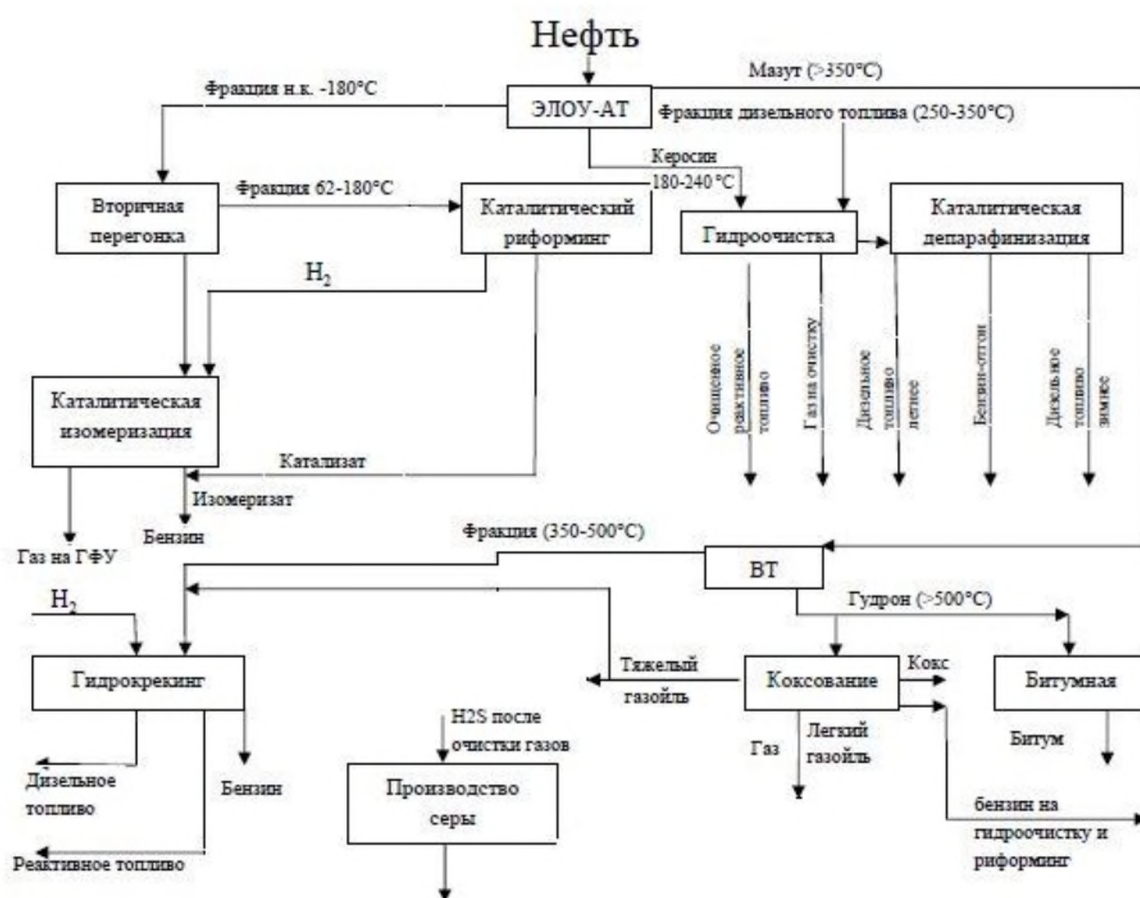 Нефть
Мазут (>350°С)
Фракция н.к. -180°С
ЭЛОУ-АТ
Фракция дизельного топлива (250-350°С)
Керосин
180-240 °С
Вторичная
перегонка
Фракция 62-180°С
Каталитический
риформинг
Гидроочистка
Каталитическая
депарафинизация
H2
Очищенное
реактивное
топливо
Газ на очистку
Дизельное
топливо
летнее
Бензин-отгон
Дизельное
топливо
зимнее
Каталитическая
изомеризация
Катализат
Изомеризат
Бензин
Газ на ГФУ
Фракция (350-500°С)
ВТ
H2
Гудрон (>500°С)
Гидрокрекинг
Тяжелый
газойль
Коксование
Кокс
Битумная
H2S после
очистки газов
Газ
Легкий
газойль
Битум
Дизельное
топливо
Бензин
Производство
серы
бензин на
гидроочистку и
риформинг
Реактивное топливо